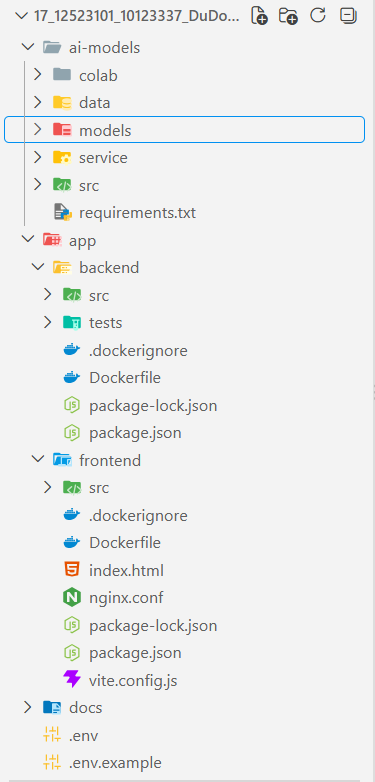 17_12523101_10123337_DuDo...
ai-models
colab
data
models
service
src
requirements.txt
app
backend
src
tests
.dockerignore
Dockerfile
package-lock.json
package.json
frontend
src
.dockerignore
Dockerfile
index.html
nginx.conf
package-lock.json
package.json
vite.config.js
docs
.env
.env.example